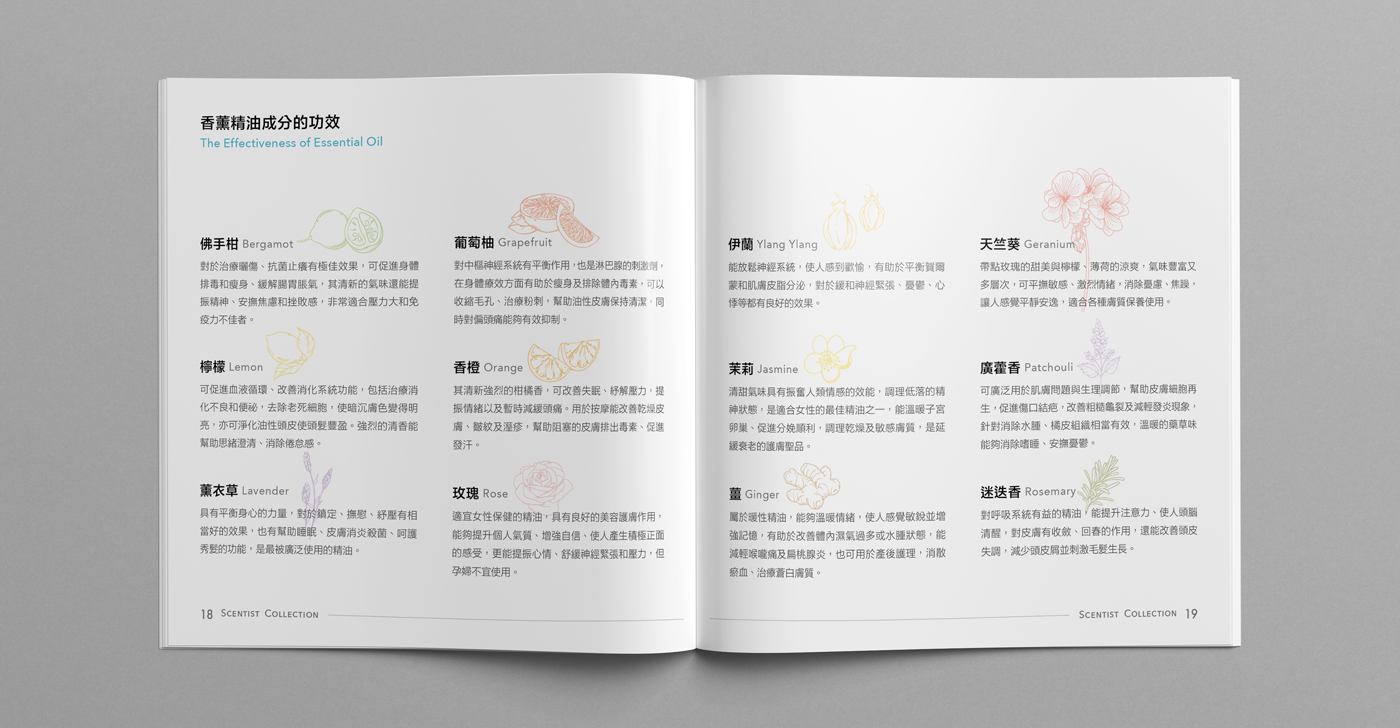 香薰精油成分的功效
The Effectiveness of Essential Oil
佛手柑 Bergamot
對於治療曬傷、抗菌止癢有極佳效果，可促進身體
排毒和瘦身、緩解腸胃脹氣，其清新的氣味還能提
振精神、安撫焦慮和挫敗感，非常適合壓力大和免
疫力不佳者。
檸檬 Lemon
可促進血液循環、改善消化系統功能，包括治療消
化不良和便祕，去除老死細胞，使暗沉膚色變得明
亮，亦可淨化油性頭皮使頭髮豐盈。強烈的清香能
幫助思緒澄清、消除倦怠感。
薰衣草 Lavender
具有平衡身心的力量，對於鎮定、撫慰、紓壓有相
當好的效果，也有幫助睡眠、皮膚消炎殺菌、呵護
秀髮的功能，是最被廣泛使用的精油。
葡萄柚 Grapefruit
對中樞神經系統有平衡作用，也是淋巴腺的刺激劑，
在身體療效方面有助於瘦身及排除體內毒素，可以
收縮毛孔、治療粉刺，幫助油性皮膚保持清潔，同
時對偏頭痛能夠有效抑制。
香橙 Orange
其清新強烈的柑橘香，可改善失眠、紓解壓力，提
振情緒以及暫時減緩頭痛。用於按摩能改善乾燥皮
膚、皺紋及溼疹，幫助阻塞的皮膚排出毒素、促進
發汗。
玫瑰 Rose
適宜女性保健的精油，具有良好的美容護膚作用，
能夠提升個人氣質、增強自信、使人產生積極正面
的感受，更能提振心情、舒緩神經緊張和壓力，但
孕婦不宜使用。
18 Scentist Collection
伊蘭 Ylang Ylang
能放鬆神經系統，使人感到歡愉，有助於平衡賀爾
蒙和肌膚皮脂分泌，對於緩和神經緊張、憂鬱、心
悸等都有良好的效果。
茉莉 Jasmine
清甜氣味具有振奮人類情感的效能，調理低落的精
神狀態，是適合女性的最佳精油之一，能溫暖子宮
卵巢、促進分娩順利，調理乾燥及敏感膚質，是延
緩衰老的護膚聖品。
薑 Ginger
屬於暖性精油，能夠溫暖情緒，使人感覺敏銳並增
強記憶，有助於改善體內濕氣過多或水腫狀態，能
減輕喉嚨痛及扁桃腺炎，也可用於產後護理，消散
瘀血、治療蒼白膚質。
天竺葵 Geranium
帶點玫瑰的甜美與檸檬、薄荷的涼爽，氣味豐富又
多層次，可平撫敏感、激烈情緒，消除憂慮、焦躁，
讓人感覺平靜安逸，適合各種膚質保養使用。
廣藿香 Patchouli
可廣泛用於肌膚問題與生理調節，幫助皮膚細胞再
生，促進傷口結疤，改善粗糙龜裂及減輕發炎現象，
針對消除水腫、橘皮組織相當有效，溫暖的藥草味
能夠消除嗜睡、安撫憂鬱。
迷迭香 Rosemary
對呼吸系統有益的精油，能提升注意力、使人頭腦
清醒，對皮膚有收斂、回春的作用，還能改善頭皮
失調，減少頭皮屑並刺激毛髮生長。
Scentist Collection 19